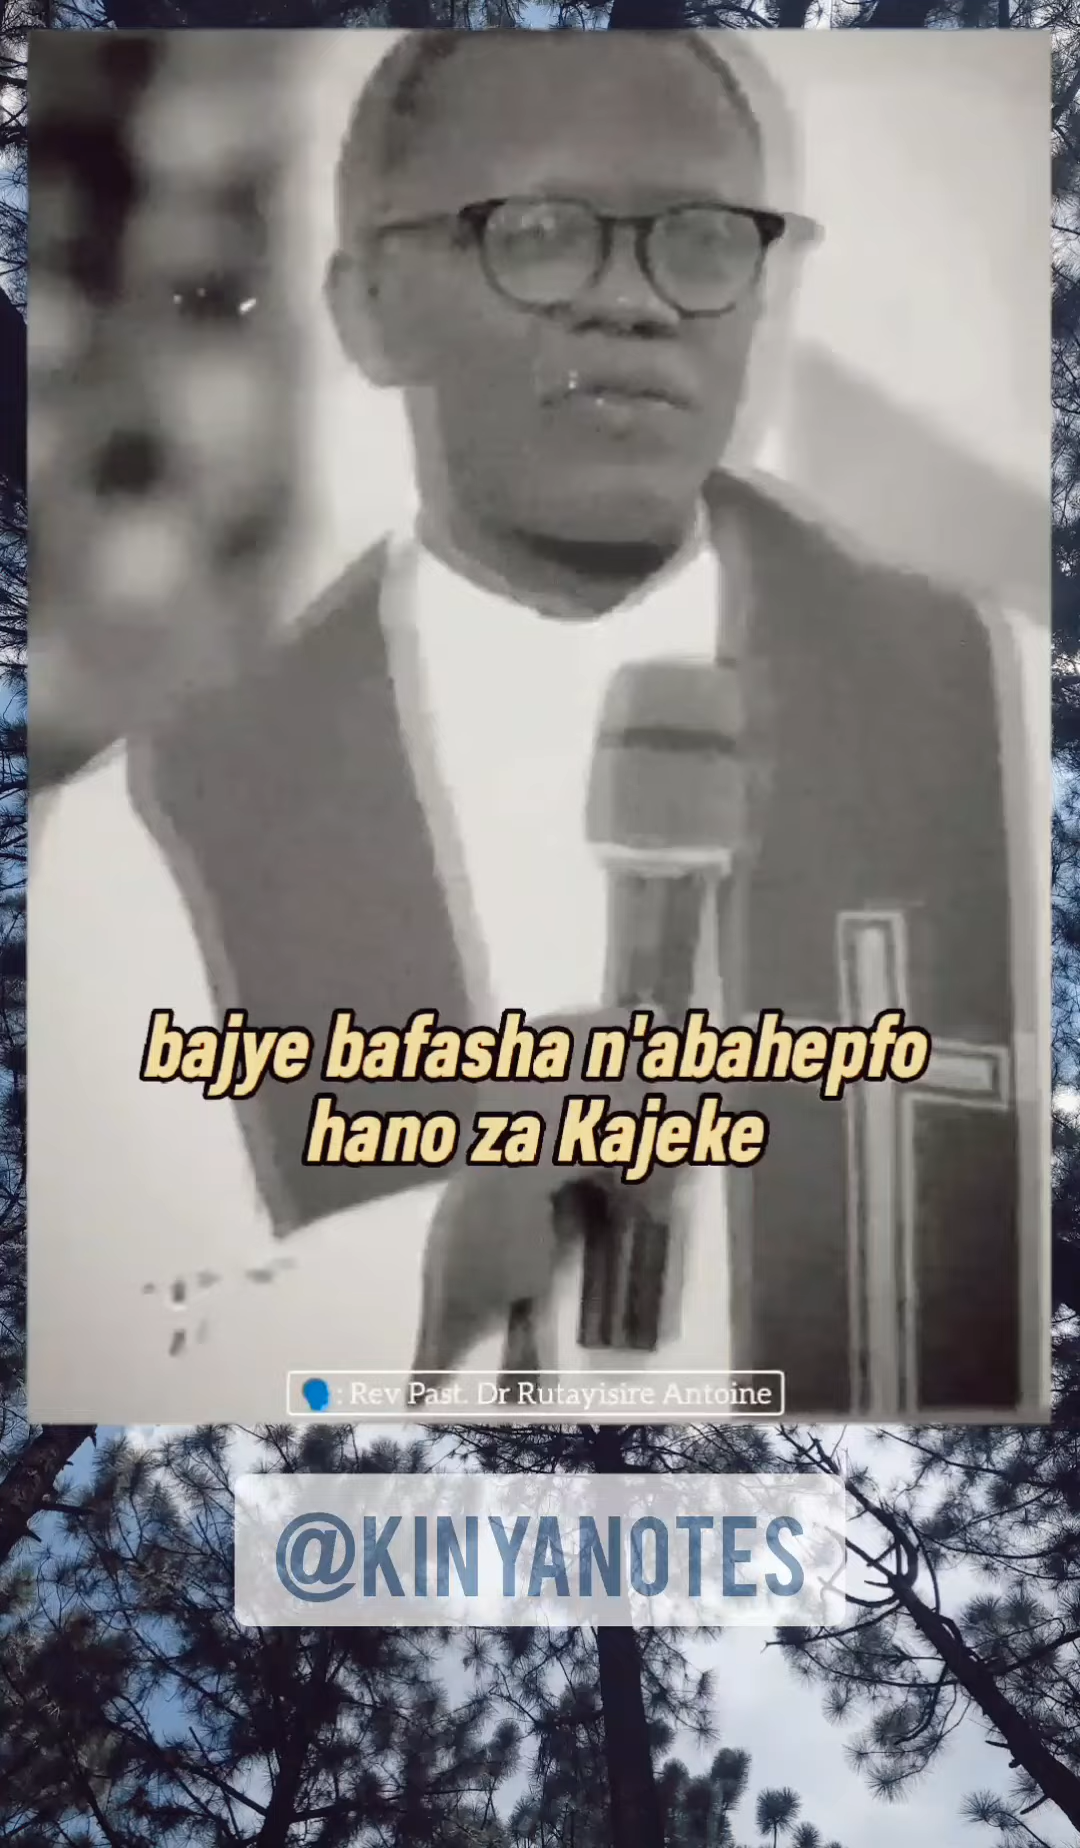 bajye bafasha n'abahepfo
hano za Kajeke
🗣: Rev Past. Dr Rutayisire Antoine
@KINYANOTES